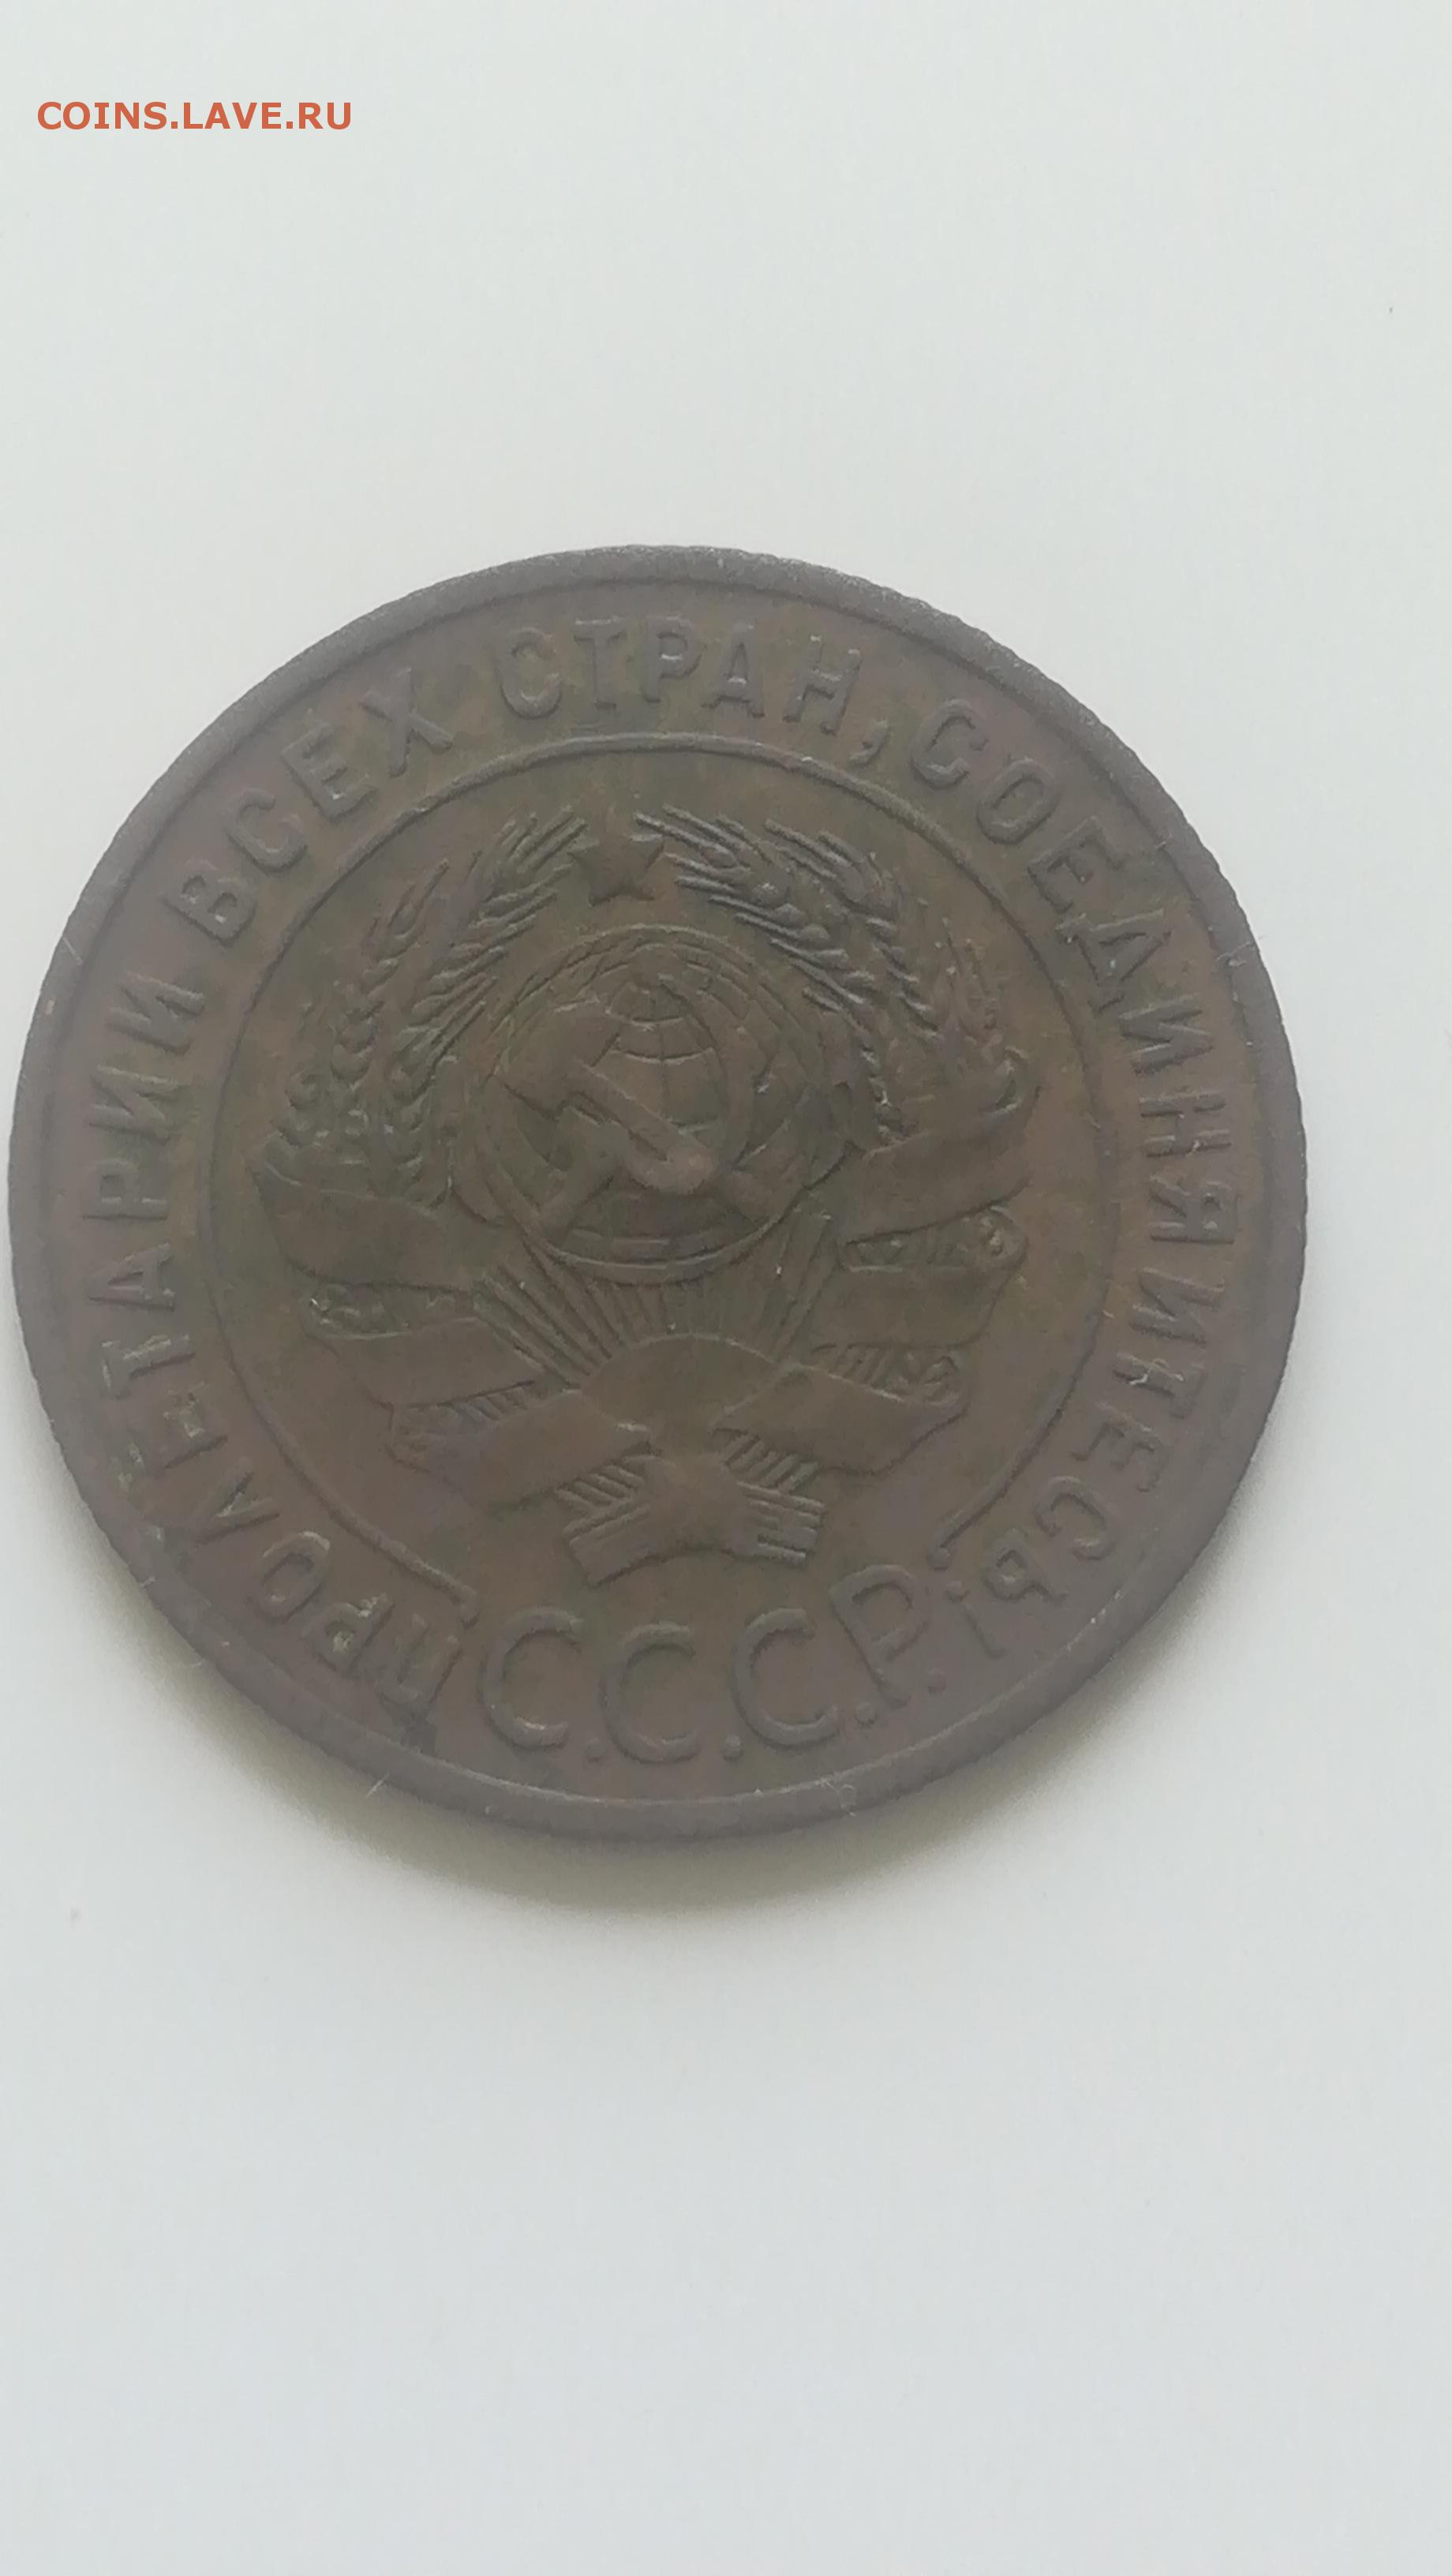 COINS.LAVE.RU
ПРОЛЕТАРИИ ВСЕХ СТРАН, СОЕДИНЯЙТЕСЬ!
С.С.С.Р.